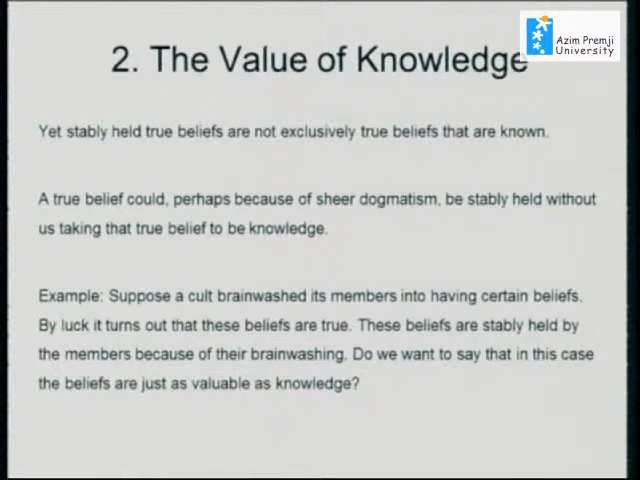 Azim Premji
University
2. The Value of Knowledge
Yet stably held true beliefs are not exclusively true beliefs that are known.
A true belief could, perhaps because of sheer dogmatism, be stably held without
us taking that true belief to be knowledge.
Example: Suppose a cult brainwashed its members into having certain beliefs.
By luck it turns out that these beliefs are true. These beliefs are stably held by
the members because of their brainwashing. Do we want to say that in this case
the beliefs are just as valuable as knowledge?